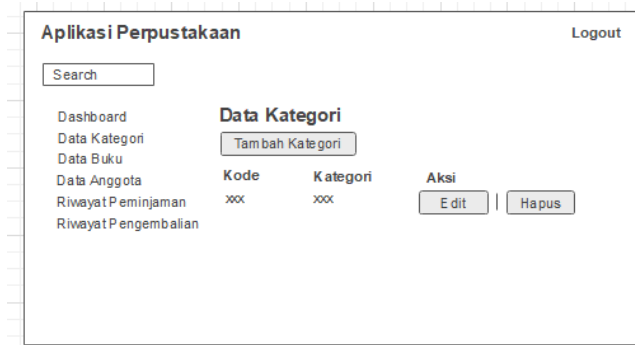 Aplikasi Perpustakaan
Logout
Search
Dashboard
Data Kategori
Data Buku
Data Anggota
Riwayat Peminjaman
Riwayat Pengembalian
Data Kategori
Tambah Kategori
Kode Kategori Aksi
xxx xxx Edit | Hapus